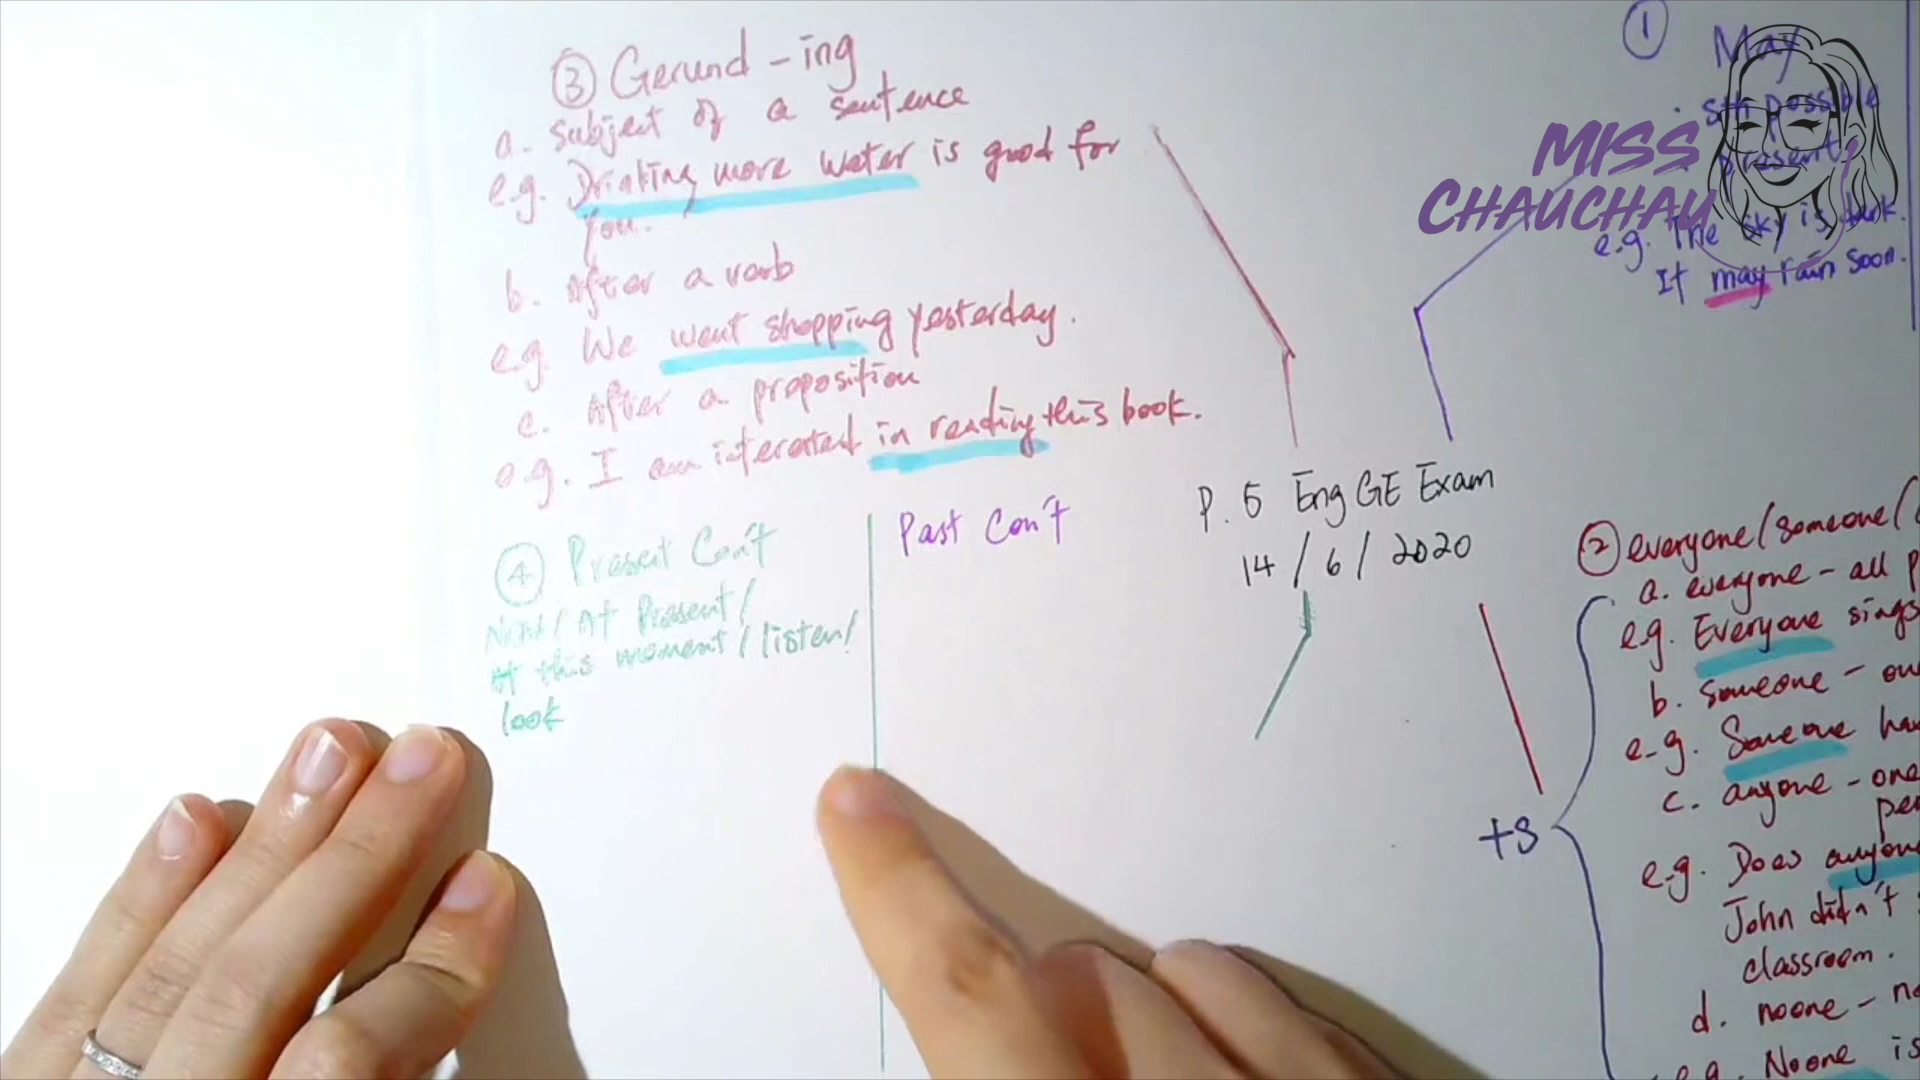 ③ Gerund -ing
a. subject of a sentence
e.g. Drinking more water is good for
you.
b. After a verb
e.g. We went shopping yesterday.
c. After a proposition
e.g. I am interested in reading this book.
④ Present Con't
Now/ At Present/
At this moment/listen/
look
Past Con't
P. 5 Eng GE Exam
14/6/2020
① May
• Sth possible
present
e.g. The sky is dark.
It may rain soon.
MISS
CHAUCHAU
② everyone/someone/
a. everyone - all
e.g. Everyone sings
b. someone -
e.g. Someone
c. anyone - one
+s
e.g. Does anyone
John didn't
classroom.
d. noone -
e.g. Noone is